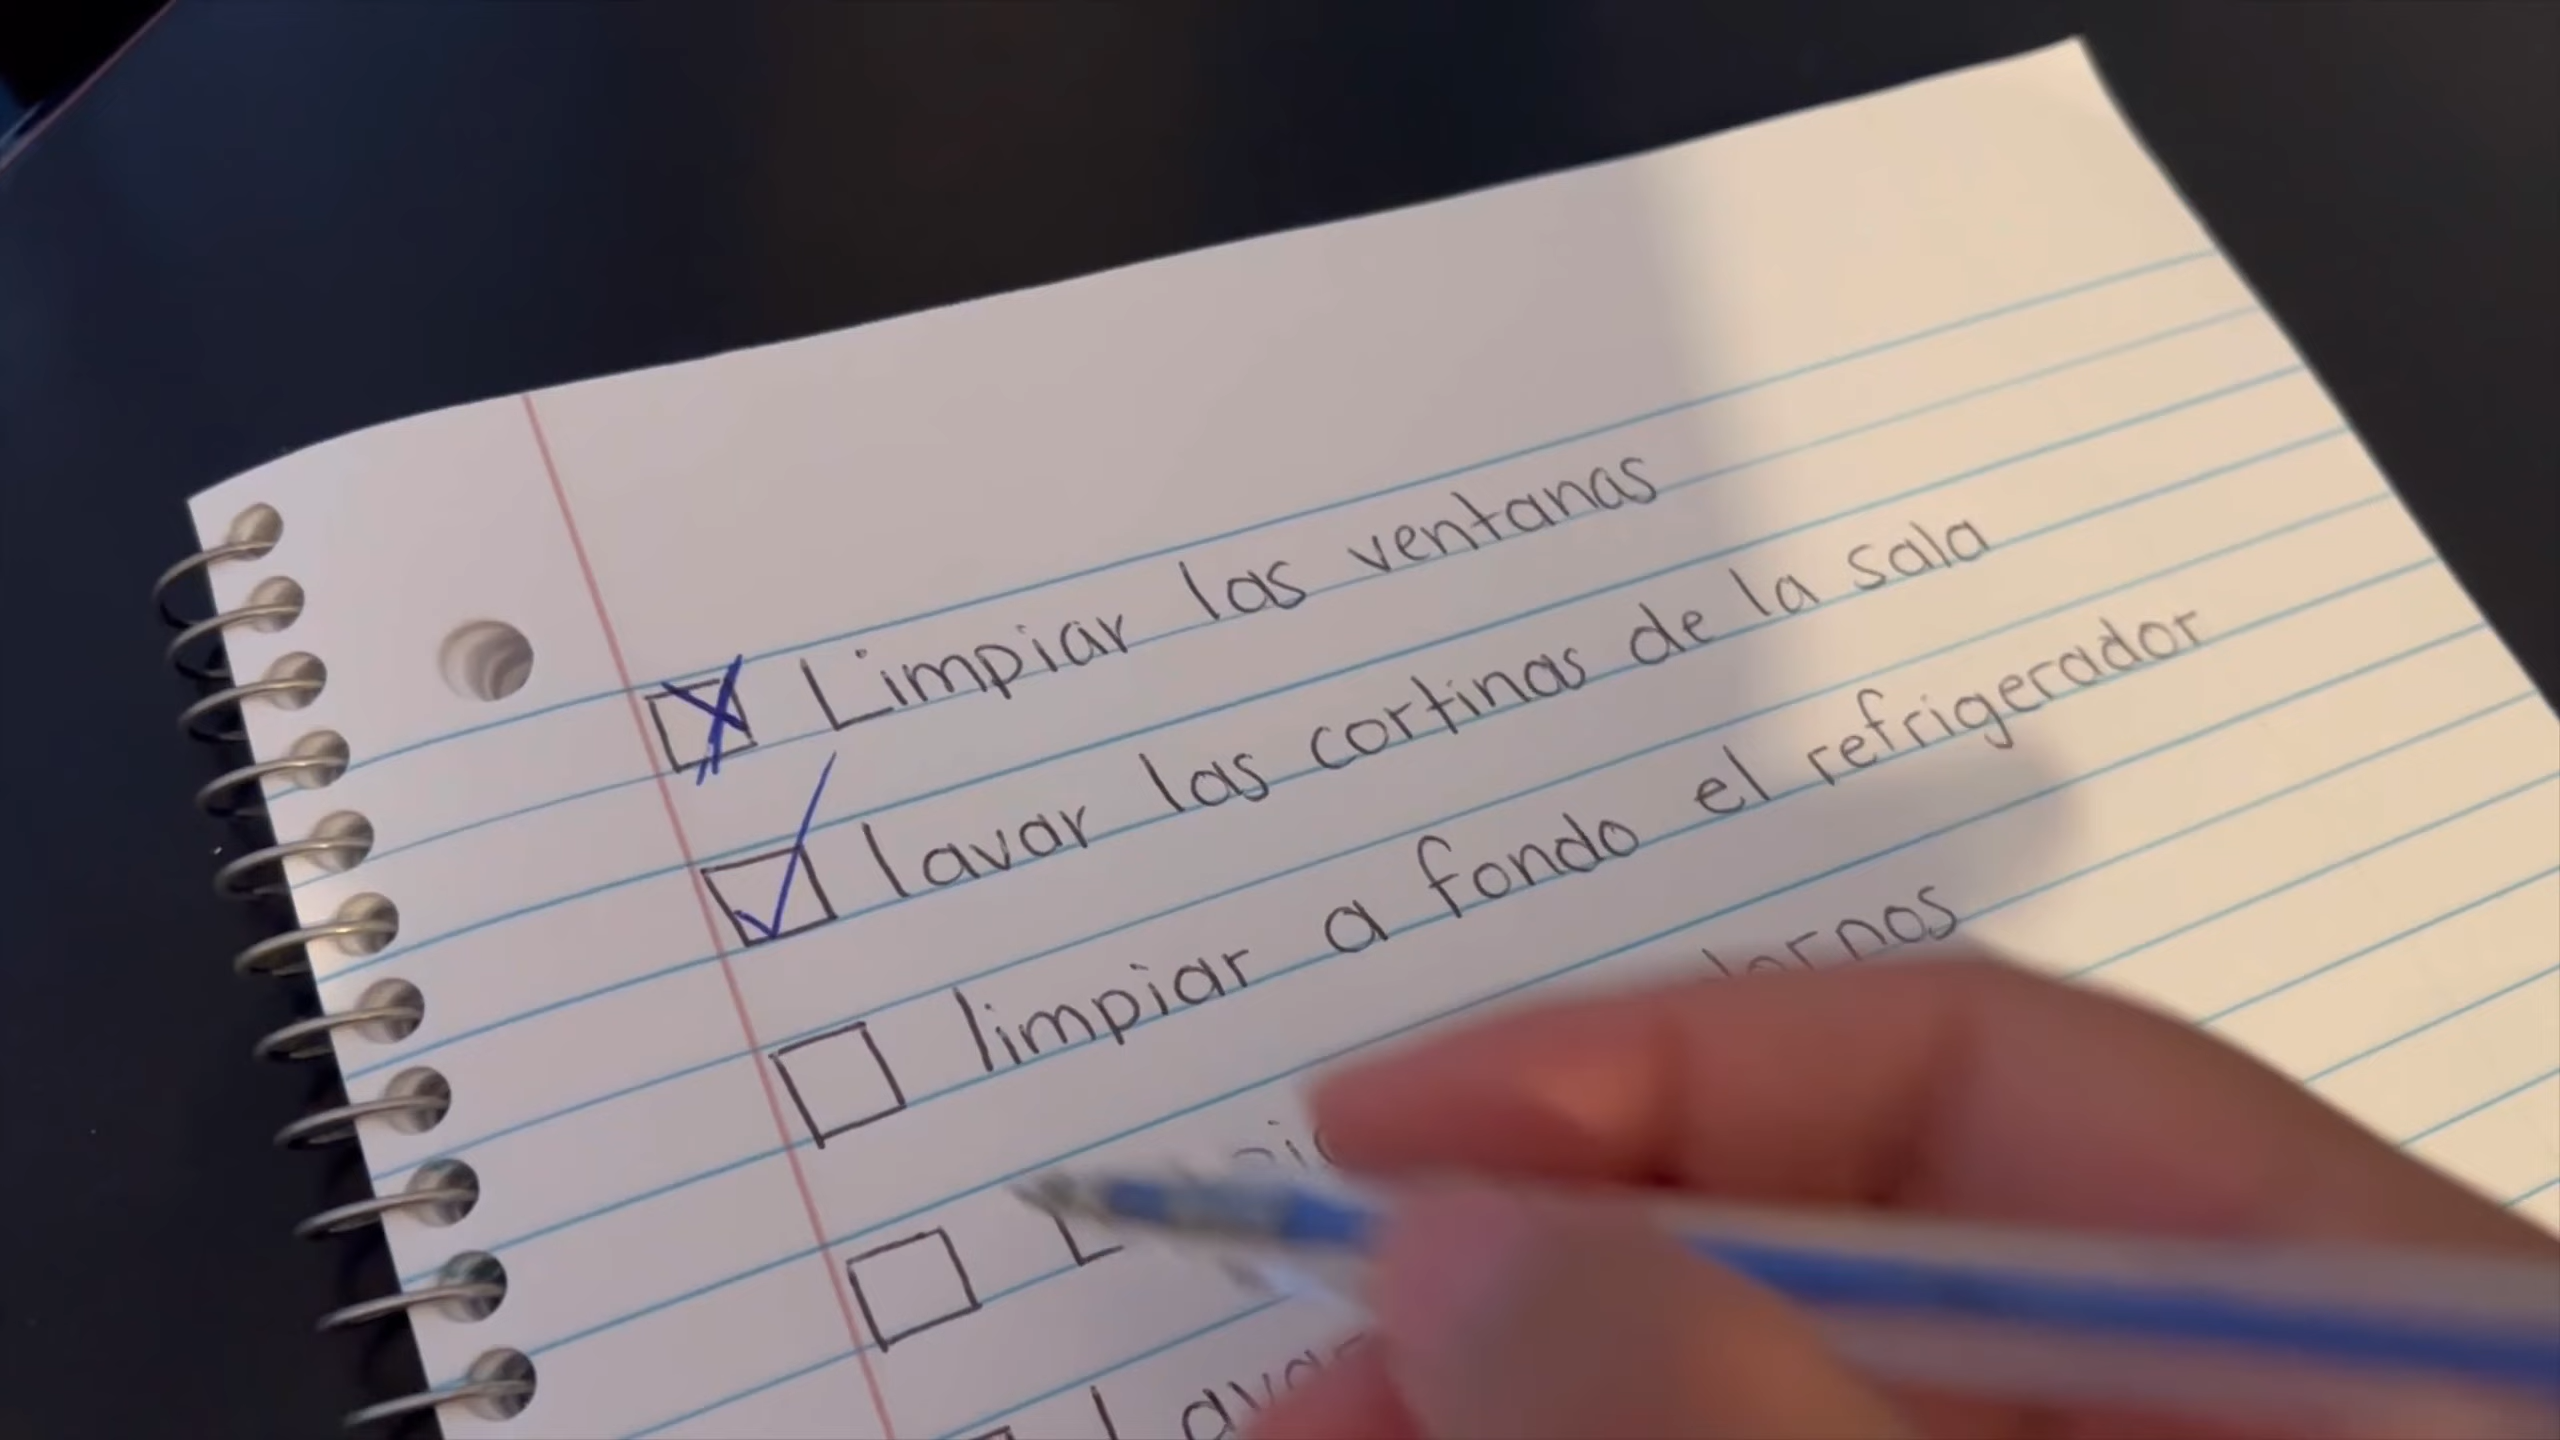 Limpiar las ventanas
lavar las cortinas de la sala
limpiar a fondo el refrigerador